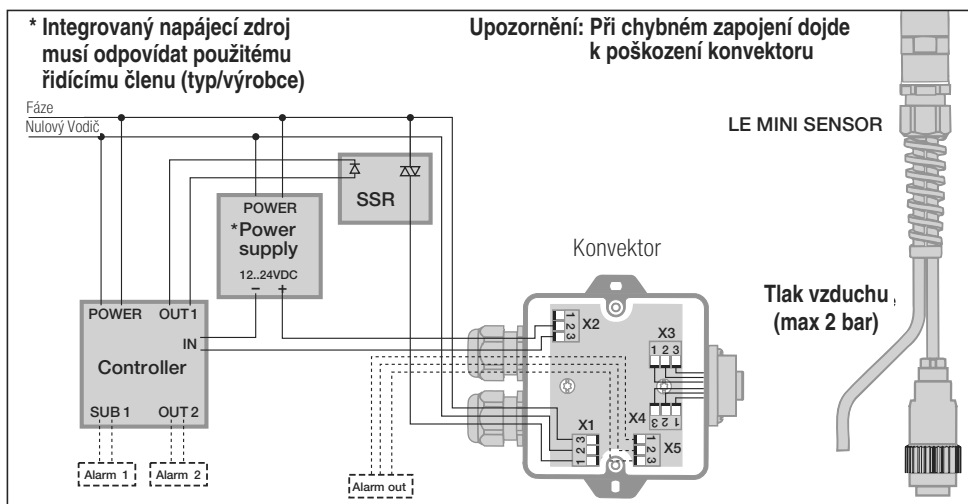 * Integrovaný napájecí zdroj
musí odpovídat použitému
řidícímu členu (typ/výrobce)
Upozornění: Při chybném zapojení dojde
k poškození konvektoru
Fáze
Nulový Vodič
LE MINI SENSOR
SSR
POWER
*Power
supply
12..24VDC
− +
Konvektor
Tlak vzduchu
(max 2 bar)
POWER OUT1
IN
Controller
SUB 1 OUT2
Alarm 1
Alarm 2
Alarm out
1
2
3
X2
X3
1 2 3
X4
3 2 1
X1
3
2
1
1
2
3
X5